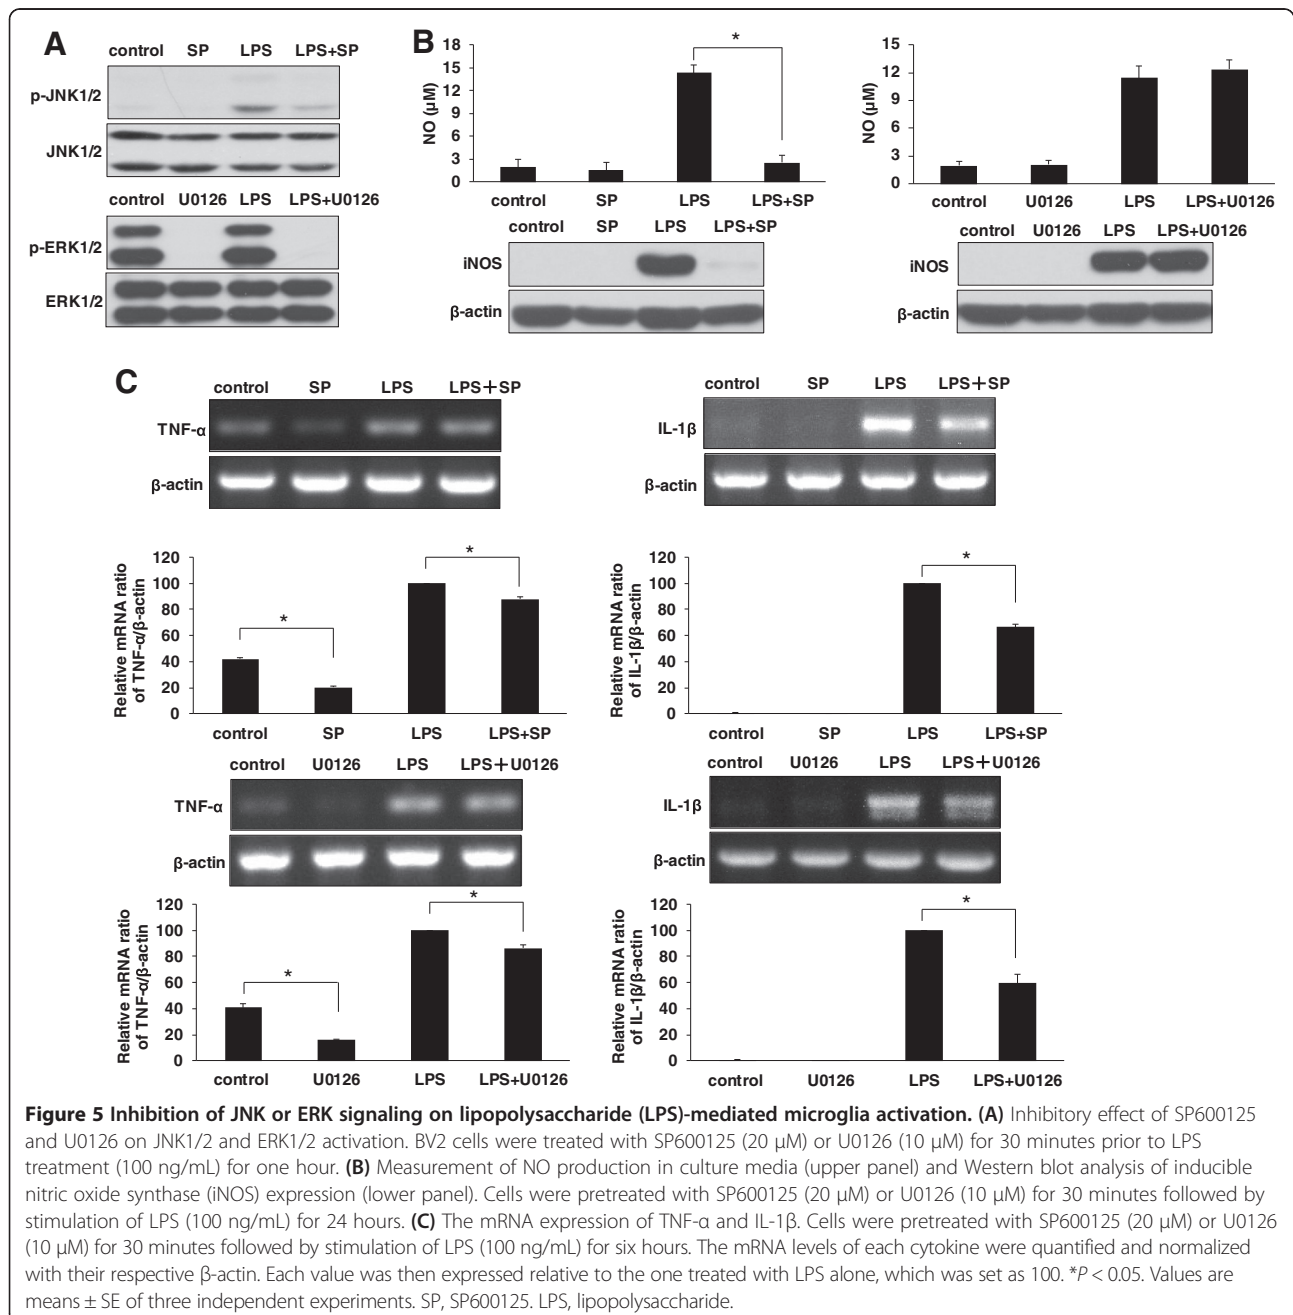 A
control SP LPS LPS+SP
p-JNK1/2
JNK1/2
control U0126 LPS LPS+U0126
p-ERK1/2
ERK1/2
B
18
15
12
9
6
3
0
NO (µM)
*
control SP LPS LPS+SP
control SP LPS LPS+SP
iNOS
β-actin
15
12
9
6
3
0
NO (µM)
control U0126 LPS LPS+U0126
control U0126 LPS LPS+U0126
iNOS
β-actin
C
control SP LPS LPS+SP
TNF-α
β-actin
120
100
80
60
40
20
0
Relative mRNA ratio
of TNF-α/β-actin
* *
control SP LPS LPS+SP
control SP LPS LPS+SP
IL-1β
β-actin
120
100
80
60
40
20
0
Relative mRNA ratio
of IL-1β/β-actin
*
control SP LPS LPS+SP
control U0126 LPS LPS+U0126
TNF-α
β-actin
120
100
80
60
40
20
0
Relative mRNA ratio
of TNF-α/β-actin
* *
control U0126 LPS LPS+U0126
control U0126 LPS LPS+U0126
IL-1β
β-actin
120
100
80
60
40
20
0
Relative mRNA ratio
of IL-1β/β-actin
*
control U0126 LPS LPS+U0126
Figure 5 Inhibition of JNK or ERK signaling on lipopolysaccharide (LPS)-mediated microglia activation. (A) Inhibitory effect of SP600125
and U0126 on JNK1/2 and ERK1/2 activation. BV2 cells were treated with SP600125 (20 µM) or U0126 (10 µM) for 30 minutes prior to LPS
treatment (100 ng/mL) for one hour. (B) Measurement of NO production in culture media (upper panel) and Western blot analysis of inducible
nitric oxide synthase (iNOS) expression (lower panel). Cells were pretreated with SP600125 (20 µM) or U0126 (10 µM) for 30 minutes followed by
stimulation of LPS (100 ng/mL) for 24 hours. (C) The mRNA expression of TNF-α and IL-1β. Cells were pretreated with SP600125 (20 µM) or U0126
(10 µM) for 30 minutes followed by stimulation of LPS (100 ng/mL) for six hours. The mRNA levels of each cytokine were quantified and normalized
with their respective β-actin. Each value was then expressed relative to the one treated with LPS alone, which was set as 100. *P < 0.05. Values are
means ± SE of three independent experiments. SP, SP600125. LPS, lipopolysaccharide.